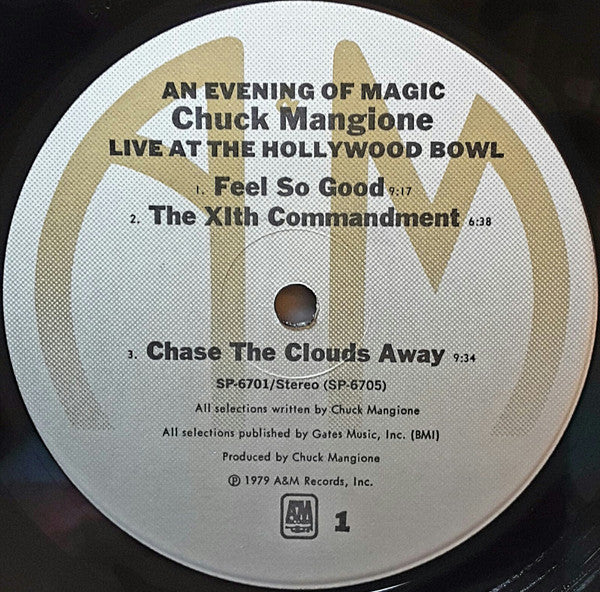 AN EVENING OF MAGIC
Chuck Mangione
LIVE AT THE HOLLYWOOD BOWL
1. Feel So Good 9:17
2. The XIth Commandment 6:38
3. Chase The Clouds Away 9:34
SP-6701/Stereo (SP-6705)
All selections written by Chuck Mangione
All selections published by Gates Music, Inc. (BMI)
Produced by Chuck Mangione
℗ 1979 A&M Records, Inc.
A&M 1